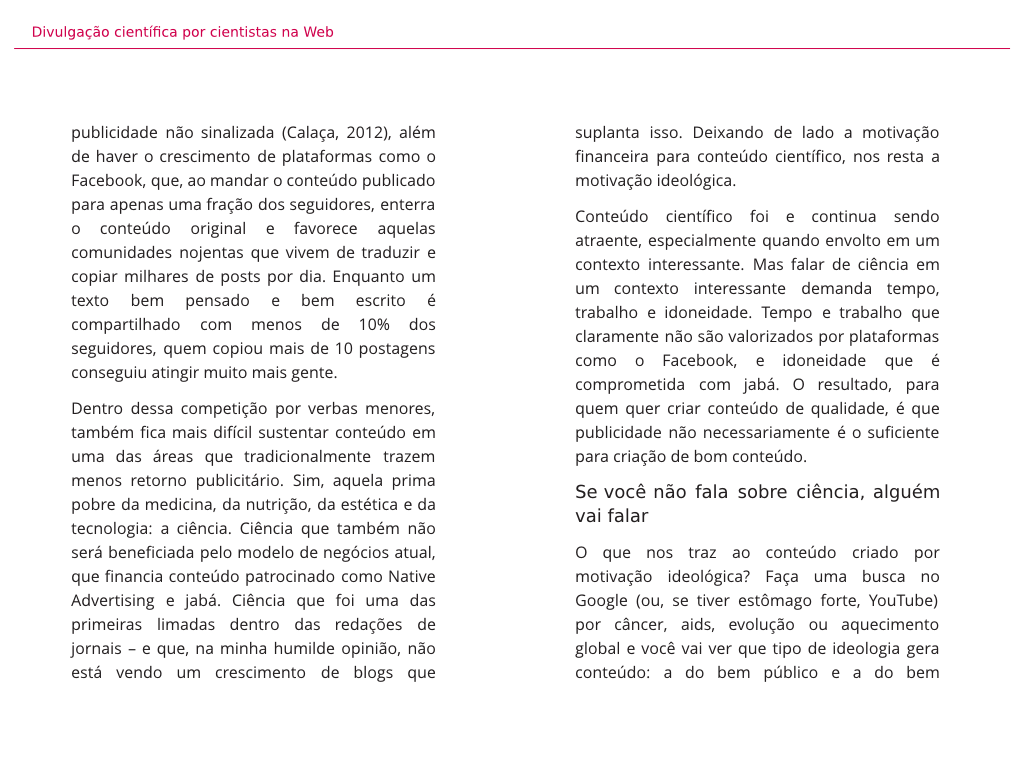 Divulgação científica por cientistas na Web
publicidade não sinalizada (Calaça, 2012), além
de haver o crescimento de plataformas como o
Facebook, que, ao mandar o conteúdo publicado
para apenas uma fração dos seguidores, enterra
o conteúdo original e favorece aquelas
comunidades nojentas que vivem de traduzir e
copiar milhares de posts por dia. Enquanto um
texto bem pensado e bem escrito é
compartilhado com menos de 10% dos
seguidores, quem copiou mais de 10 postagens
conseguiu atingir muito mais gente.
Dentro dessa competição por verbas menores,
também fica mais difícil sustentar conteúdo em
uma das áreas que tradicionalmente trazem
menos retorno publicitário. Sim, aquela prima
pobre da medicina, da nutrição, da estética e da
tecnologia: a ciência. Ciência que também não
será beneficiada pelo modelo de negócios atual,
que financia conteúdo patrocinado como Native
Advertising e jabá. Ciência que foi uma das
primeiras limadas dentro das redações de
jornais – e que, na minha humilde opinião, não
está vendo um crescimento de blogs que
suplanta isso. Deixando de lado a motivação
financeira para conteúdo científico, nos resta a
motivação ideológica.
Conteúdo científico foi e continua sendo
atraente, especialmente quando envolto em um
contexto interessante. Mas falar de ciência em
um contexto interessante demanda tempo,
trabalho e idoneidade. Tempo e trabalho que
claramente não são valorizados por plataformas
como o Facebook, e idoneidade que é
comprometida com jabá. O resultado, para
quem quer criar conteúdo de qualidade, é que
publicidade não necessariamente é o suficiente
para criação de bom conteúdo.
Se você não fala sobre ciência, alguém
vai falar
O que nos traz ao conteúdo criado por
motivação ideológica? Faça uma busca no
Google (ou, se tiver estômago forte, YouTube)
por câncer, aids, evolução ou aquecimento
global e você vai ver que tipo de ideologia gera
conteúdo: a do bem público e a do bem